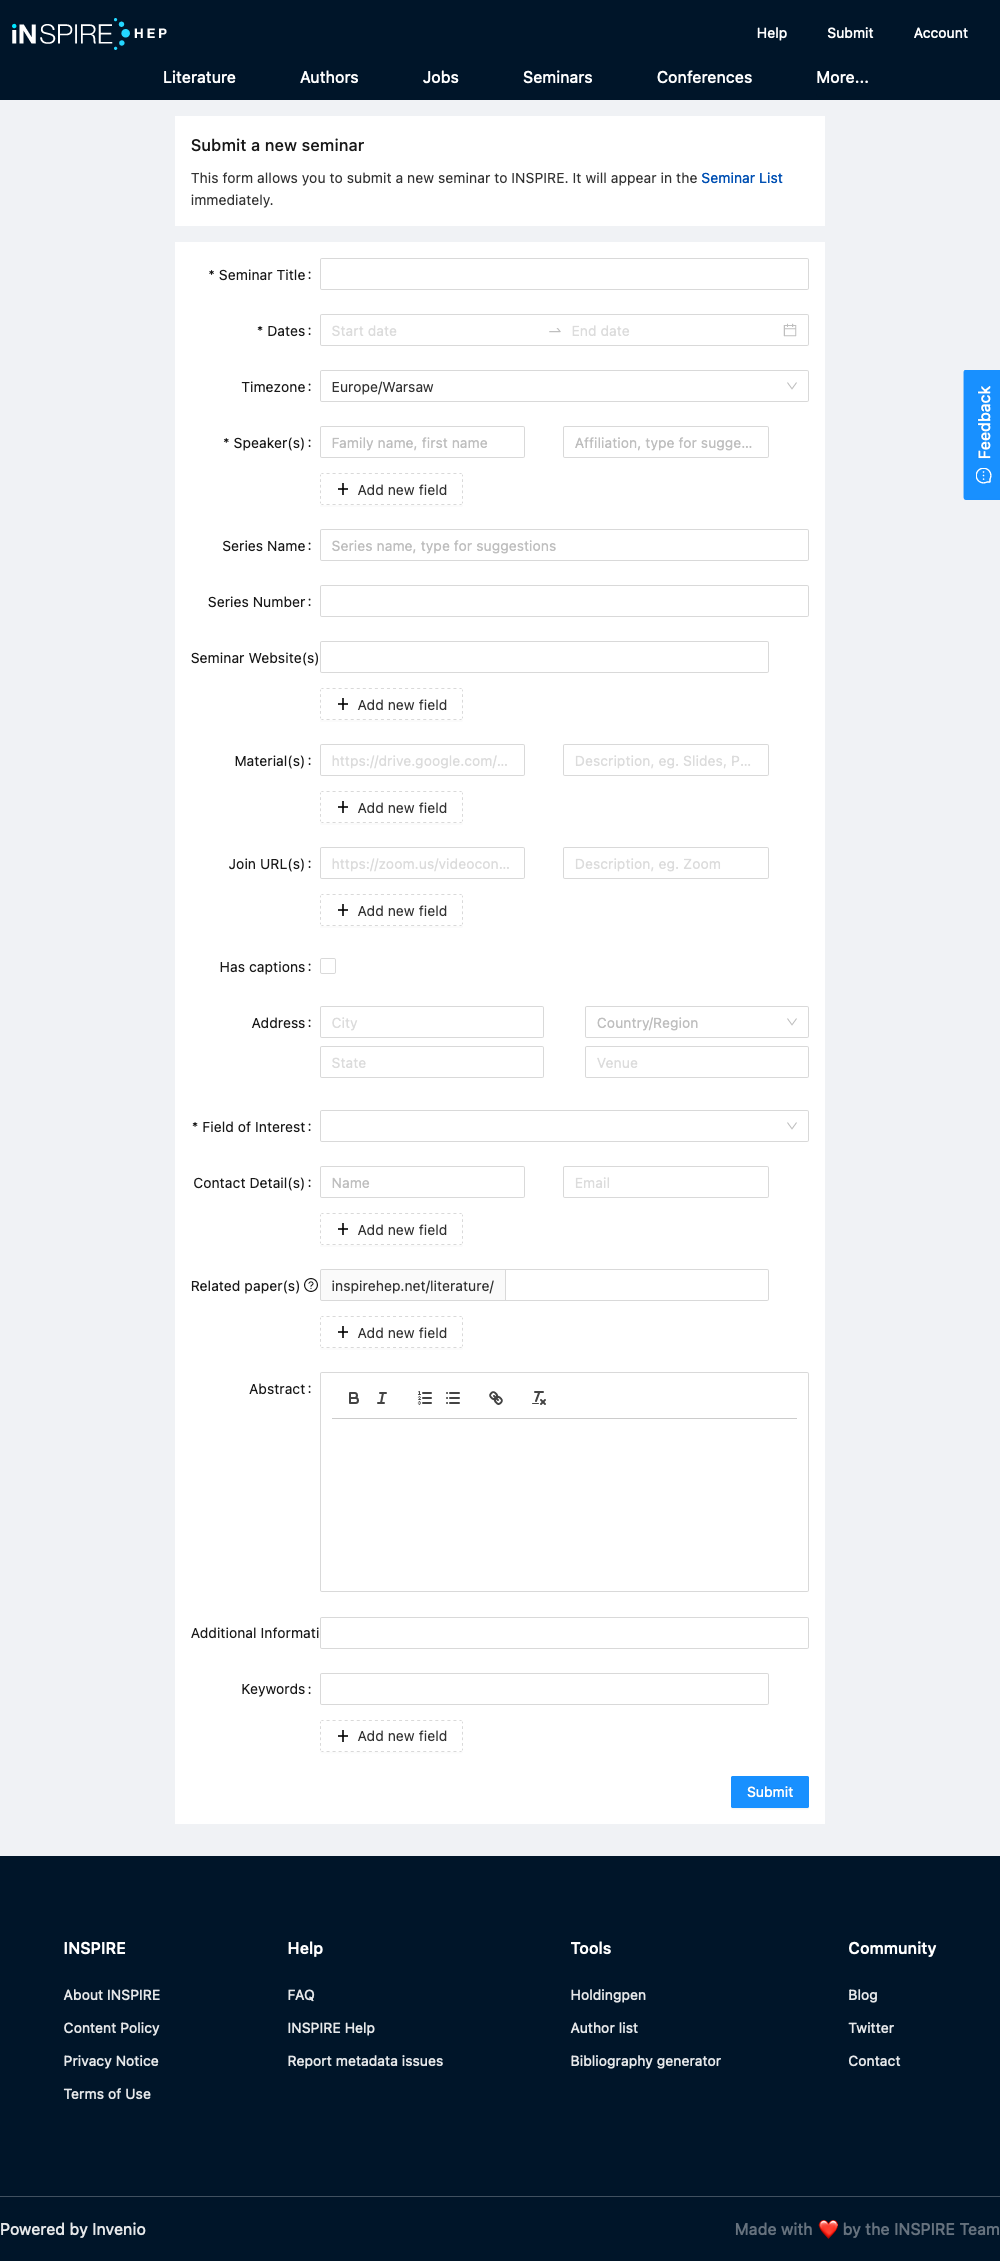 iNSPIRE HEP
Help Submit Account
Literature Authors Jobs Seminars Conferences More...
Submit a new seminar
This form allows you to submit a new seminar to INSPIRE. It will appear in the Seminar List
immediately.
* Seminar Title:
* Dates: Start date End date
Timezone: Europe/Warsaw
Feedback
* Speaker(s): Family name, first name Affiliation, type for sugge...
Add new field
Series Name: Series name, type for suggestions
Series Number:
Seminar Website(s)
Add new field
Material(s): https://drive.google.com/... Description, eg. Slides, P...
Add new field
Join URL(s): https://zoom.us/videocon... Description, eg. Zoom
Add new field
Has captions:
Address: City Country/Region
State Venue
* Field of Interest:
Contact Detail(s): Name Email
Add new field
Related paper(s) inspirehep.net/literature/
Add new field
Abstract:
Additional Informati
Keywords:
Add new field
Submit
INSPIRE Help Tools Community
About INSPIRE FAQ Holdingpen Blog
Content Policy INSPIRE Help Author list Twitter
Privacy Notice Report metadata issues Bibliography generator Contact
Terms of Use
Powered by Invenio Made with ❤️ by the INSPIRE Team